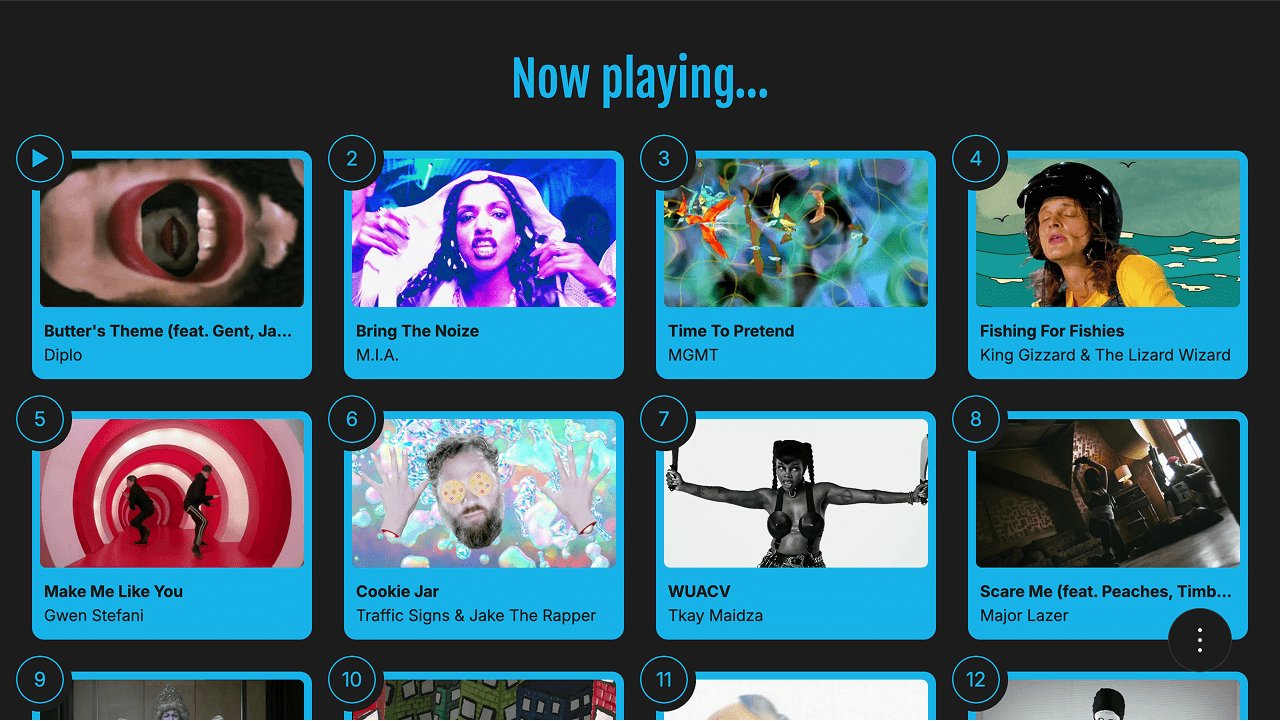 Now playing...
2
3
4
Butter's Theme (feat. Gent, Ja...
Diplo
Bring The Noize
M.I.A.
Time To Pretend
MGMT
Fishing For Fishies
King Gizzard & The Lizard Wizard
5
6
7
8
Make Me Like You
Gwen Stefani
Cookie Jar
Traffic Signs & Jake The Rapper
WUACV
Tkay Maidza
Scare Me (feat. Peaches, Timb...
Major Lazer
9
10
11
12